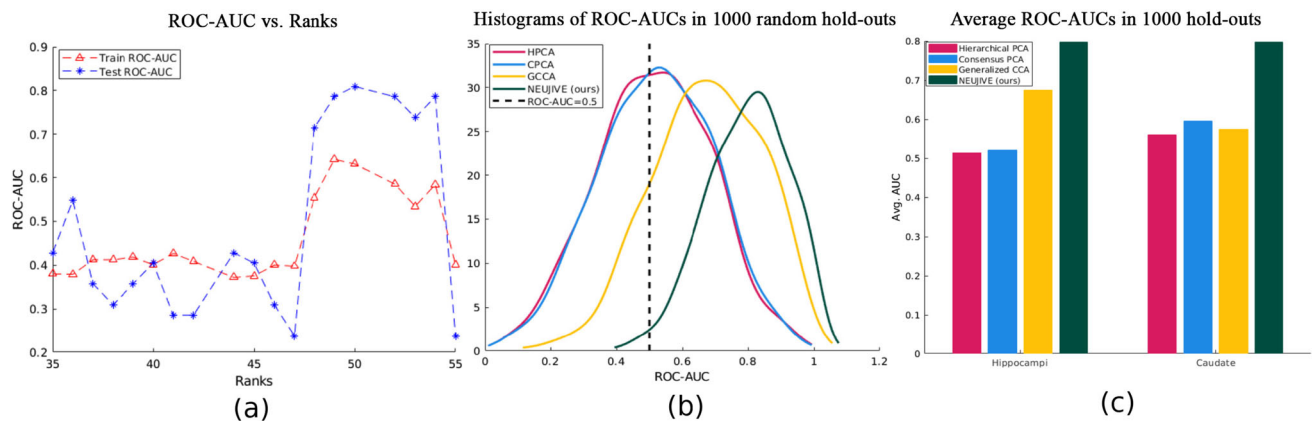 ROC-AUC vs. Ranks
0.9
0.8
0.7
0.6
0.5
0.4
0.3
0.2
ROC-AUC
Train ROC-AUC
Test ROC-AUC
35
40
45
50
55
Ranks
(a)
Histograms of ROC-AUCs in 1000 random hold-outs
35
30
25
20
15
10
5
0
HPCA
CPCA
GCCA
NEUJIVE (ours)
ROC-AUC=0.5
0
0.2
0.4
0.6
0.8
1
1.2
ROC-AUC
(b)
Average ROC-AUCs in 1000 hold-outs
0.8
0.7
0.6
0.5
0.4
0.3
0.2
0.1
0
Avg. AUC
Hierarchical PCA
Consensus PCA
Generalized CCA
NEUJIVE (ours)
Hippocampi
Caudate
(c)